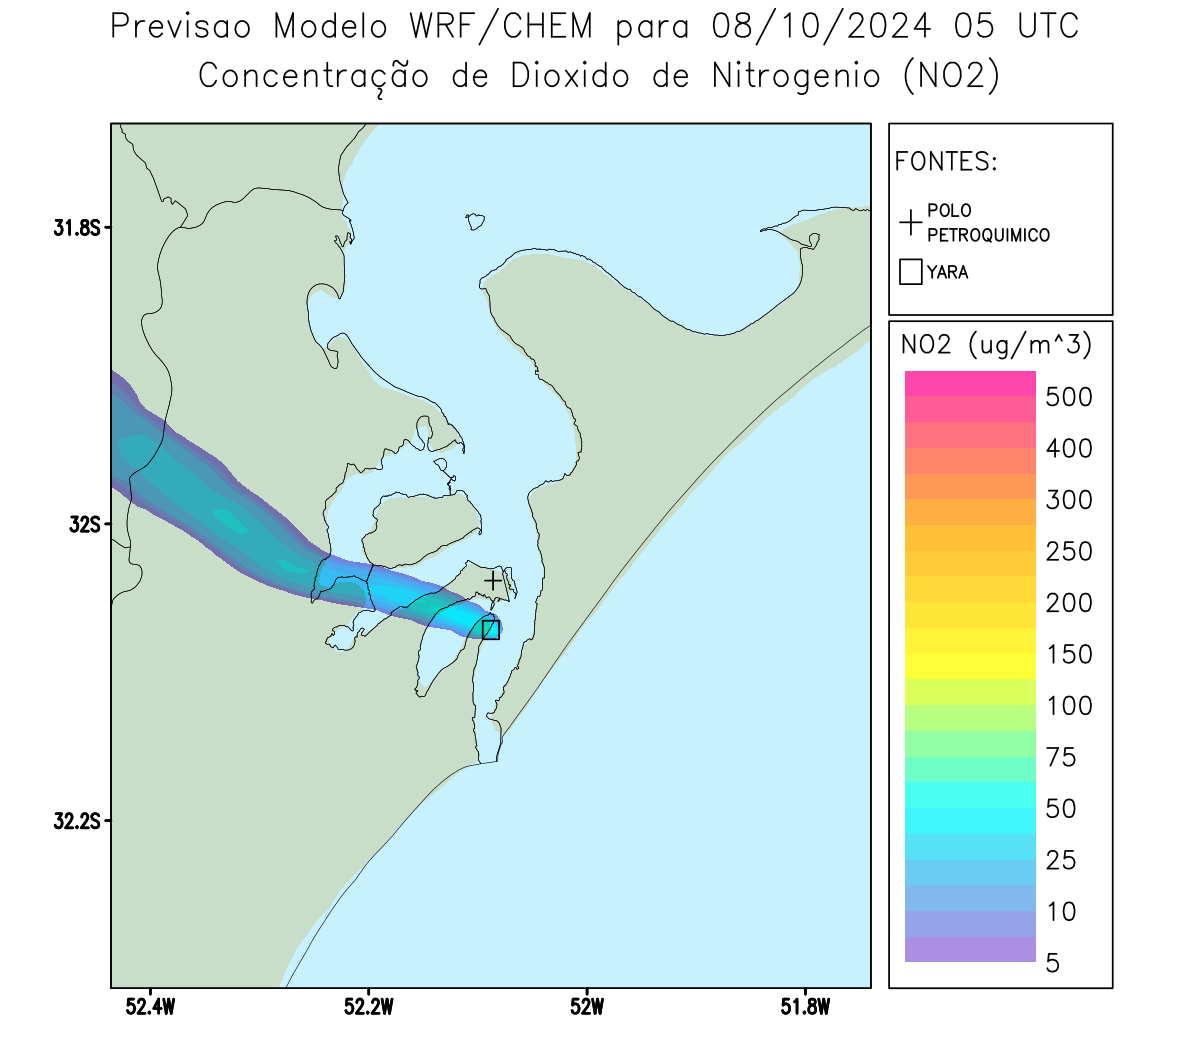 Previsao Modelo WRF/CHEM para 08/10/2024 05 UTC
Concentração de Dioxido de Nitrogenio (NO2)
FONTES:
POLO
PETROQUIMICO
YARA
NO2 (ug/m^3)
500
400
300
250
200
150
100
75
50
25
10
5
31.8S
32S
32.2S
52.4W
52.2W
52W
51.8W